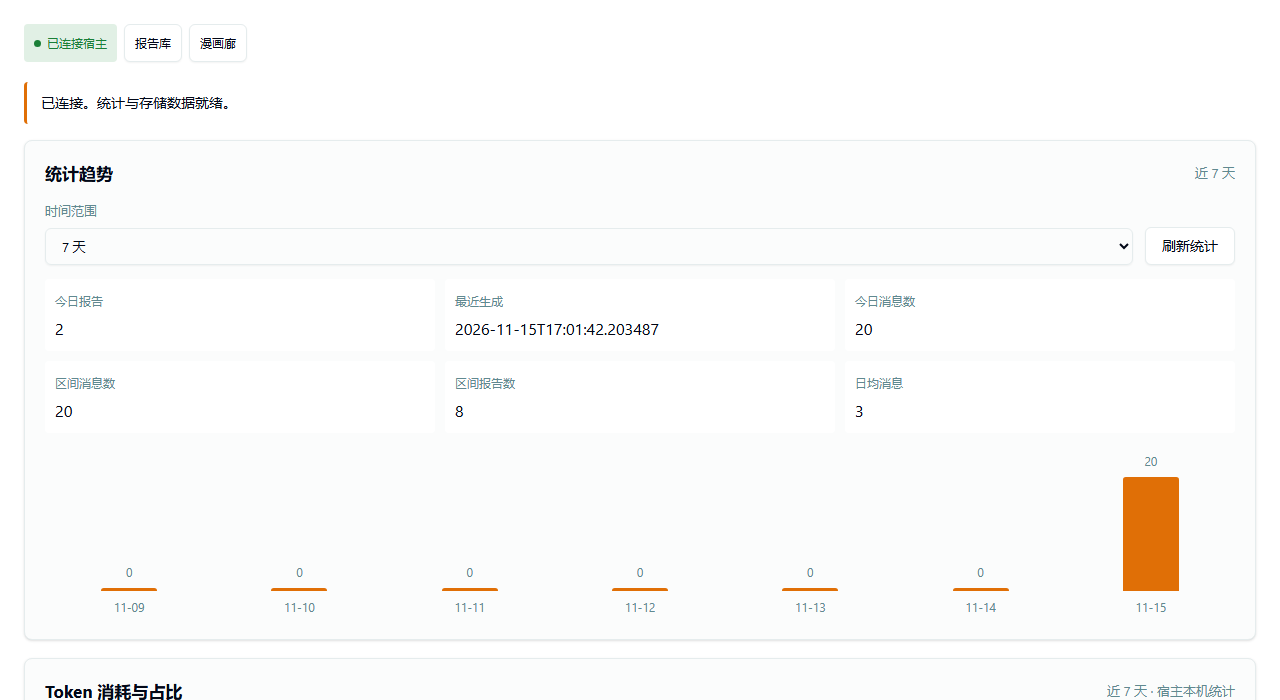 已连接宿主 报告库 漫画廊
已连接。统计与存储数据就绪。
统计趋势 近 7 天
时间范围
7 天 刷新统计
今日报告 最近生成 今日消息数
2 2026-11-15T17:01:42.203487 20
区间消息数 区间报告数 日均消息
20 8 3
20
0 0 0 0 0 0
11-09 11-10 11-11 11-12 11-13 11-14 11-15
Token 消耗与占比 近 7 天 · 宿主本机统计